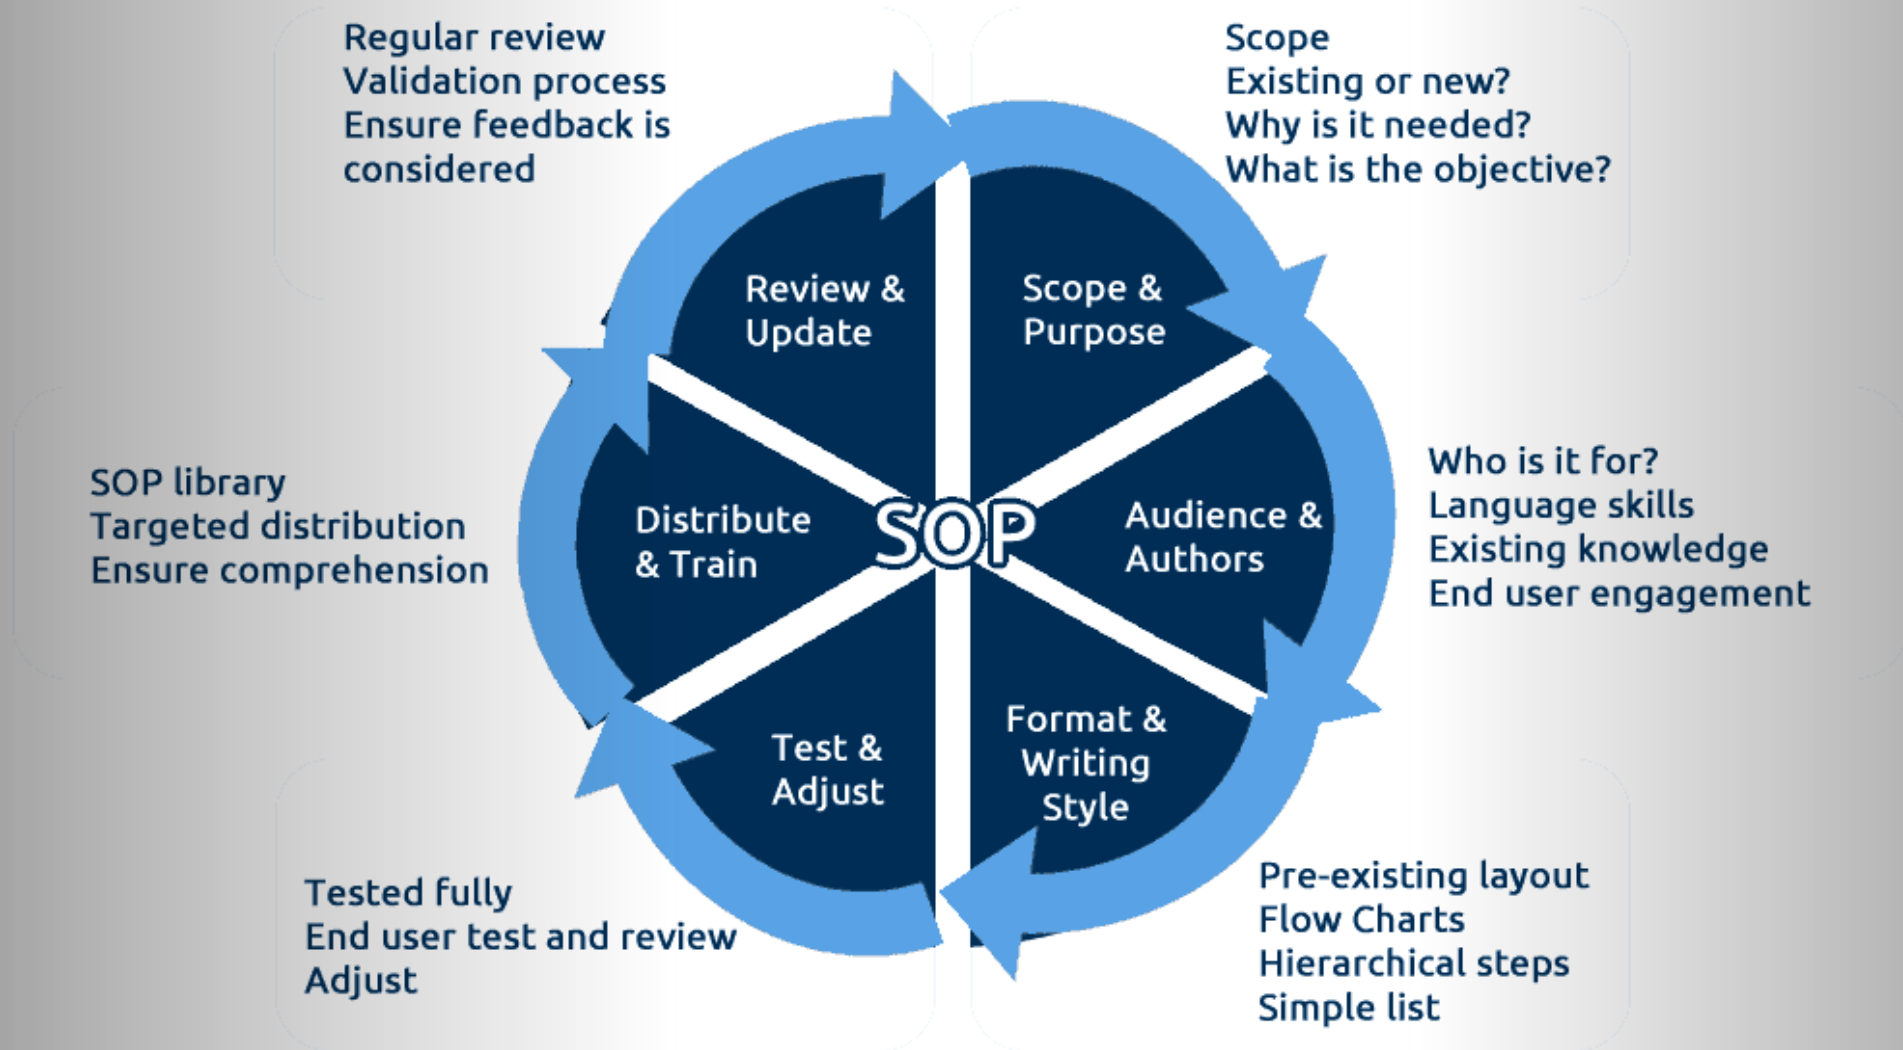 Regular review
Validation process
Ensure feedback is
considered
Scope
Existing or new?
Why is it needed?
What is the objective?
Review &
Update
Scope &
Purpose
SOP library
Targeted distribution
Ensure comprehension
Distribute
& Train
SOP
Audience &
Authors
Who is it for?
Language skills
Existing knowledge
End user engagement
Test &
Adjust
Format &
Writing
Style
Tested fully
End user test and review
Adjust
Pre-existing layout
Flow Charts
Hierarchical steps
Simple list